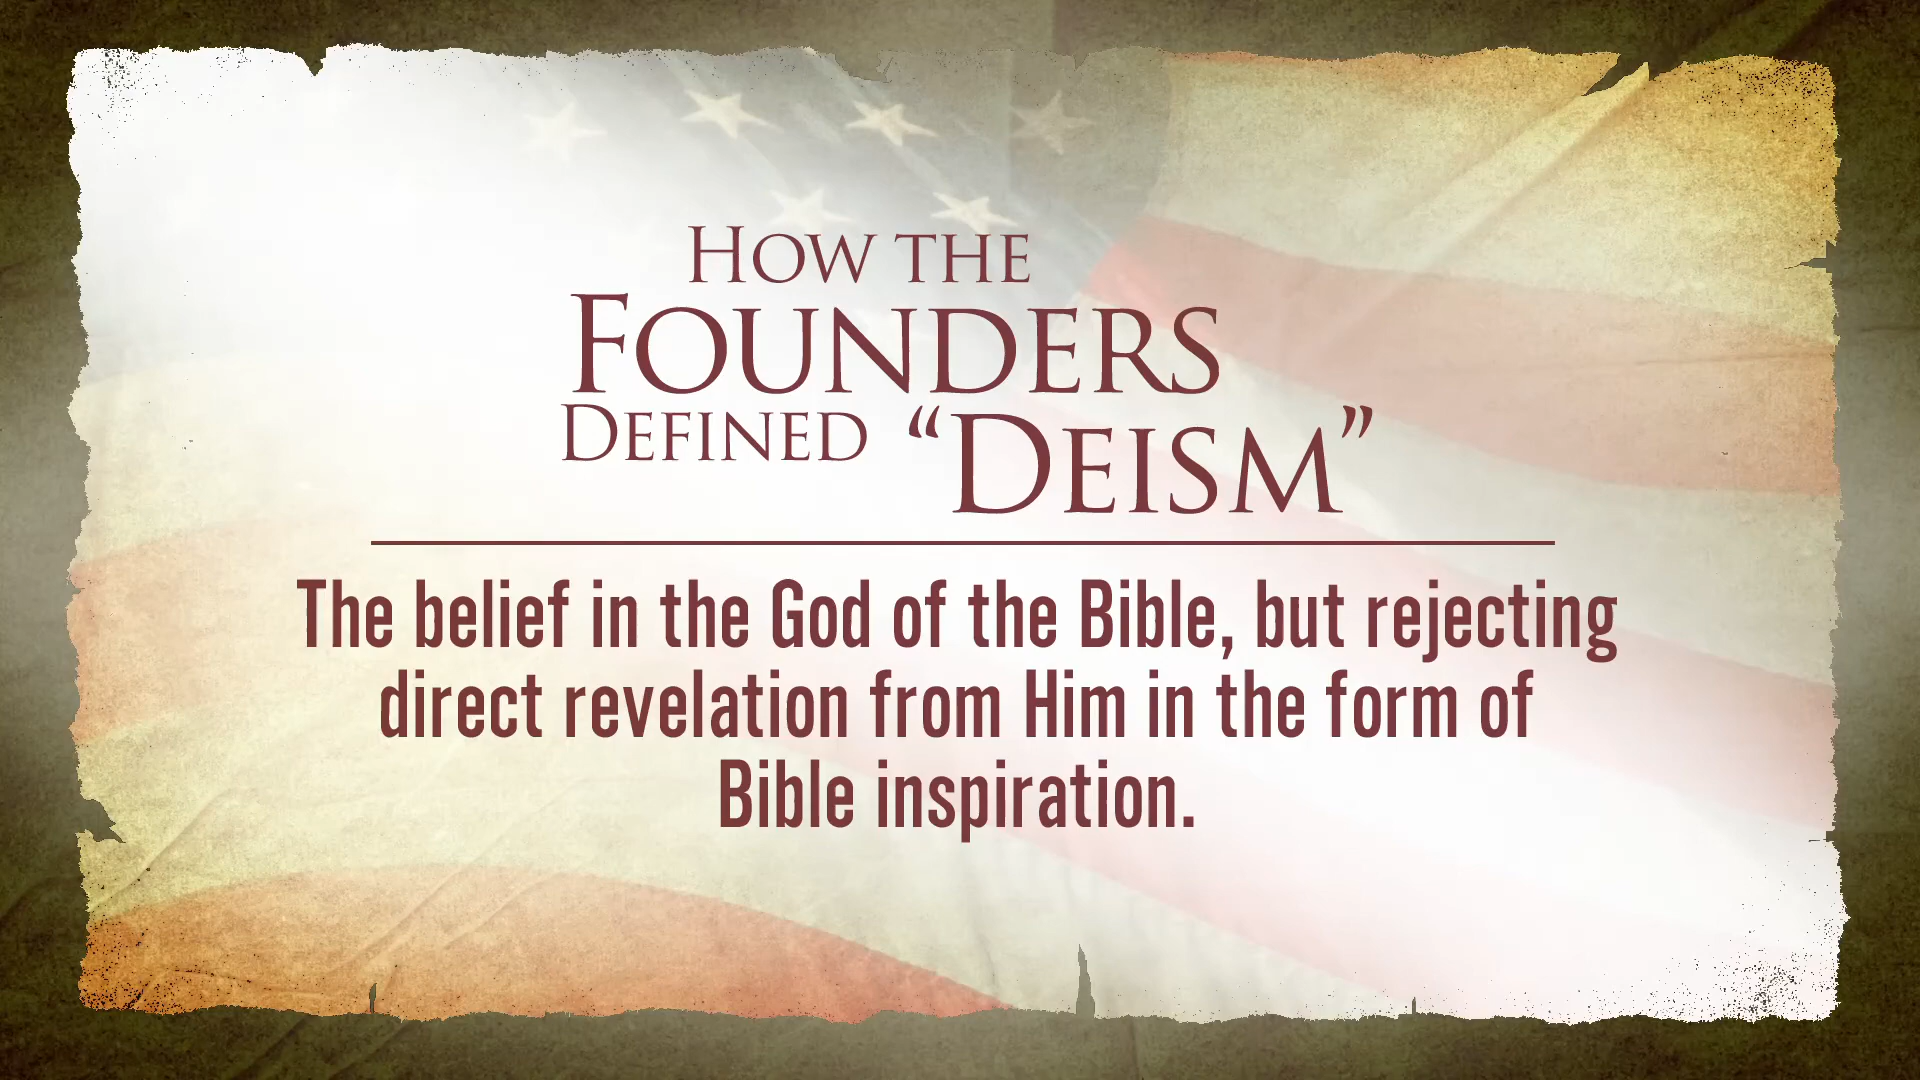 How the
Founders
Defined “Deism”
The belief in the God of the Bible, but rejecting
direct revelation from Him in the form of
Bible inspiration.